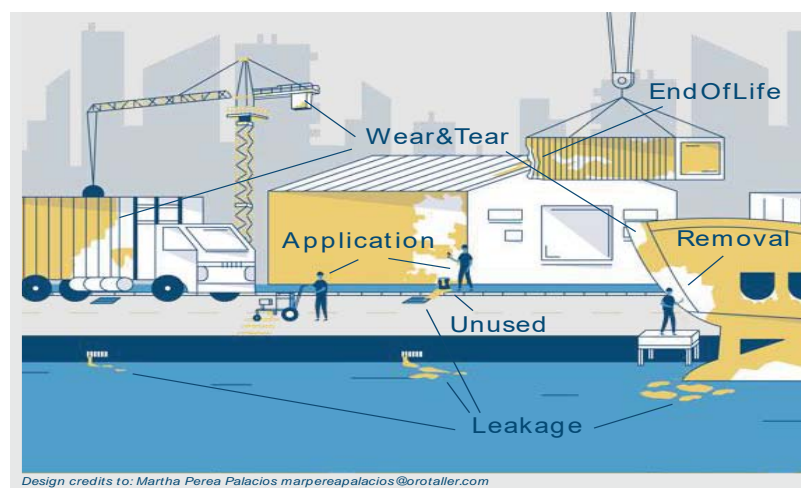 EndOfLife
Wear&Tear
Application
Removal
Unused
Leakage
Design credits to: Martha Perea Palacios marpereapalacios@orotaller.com